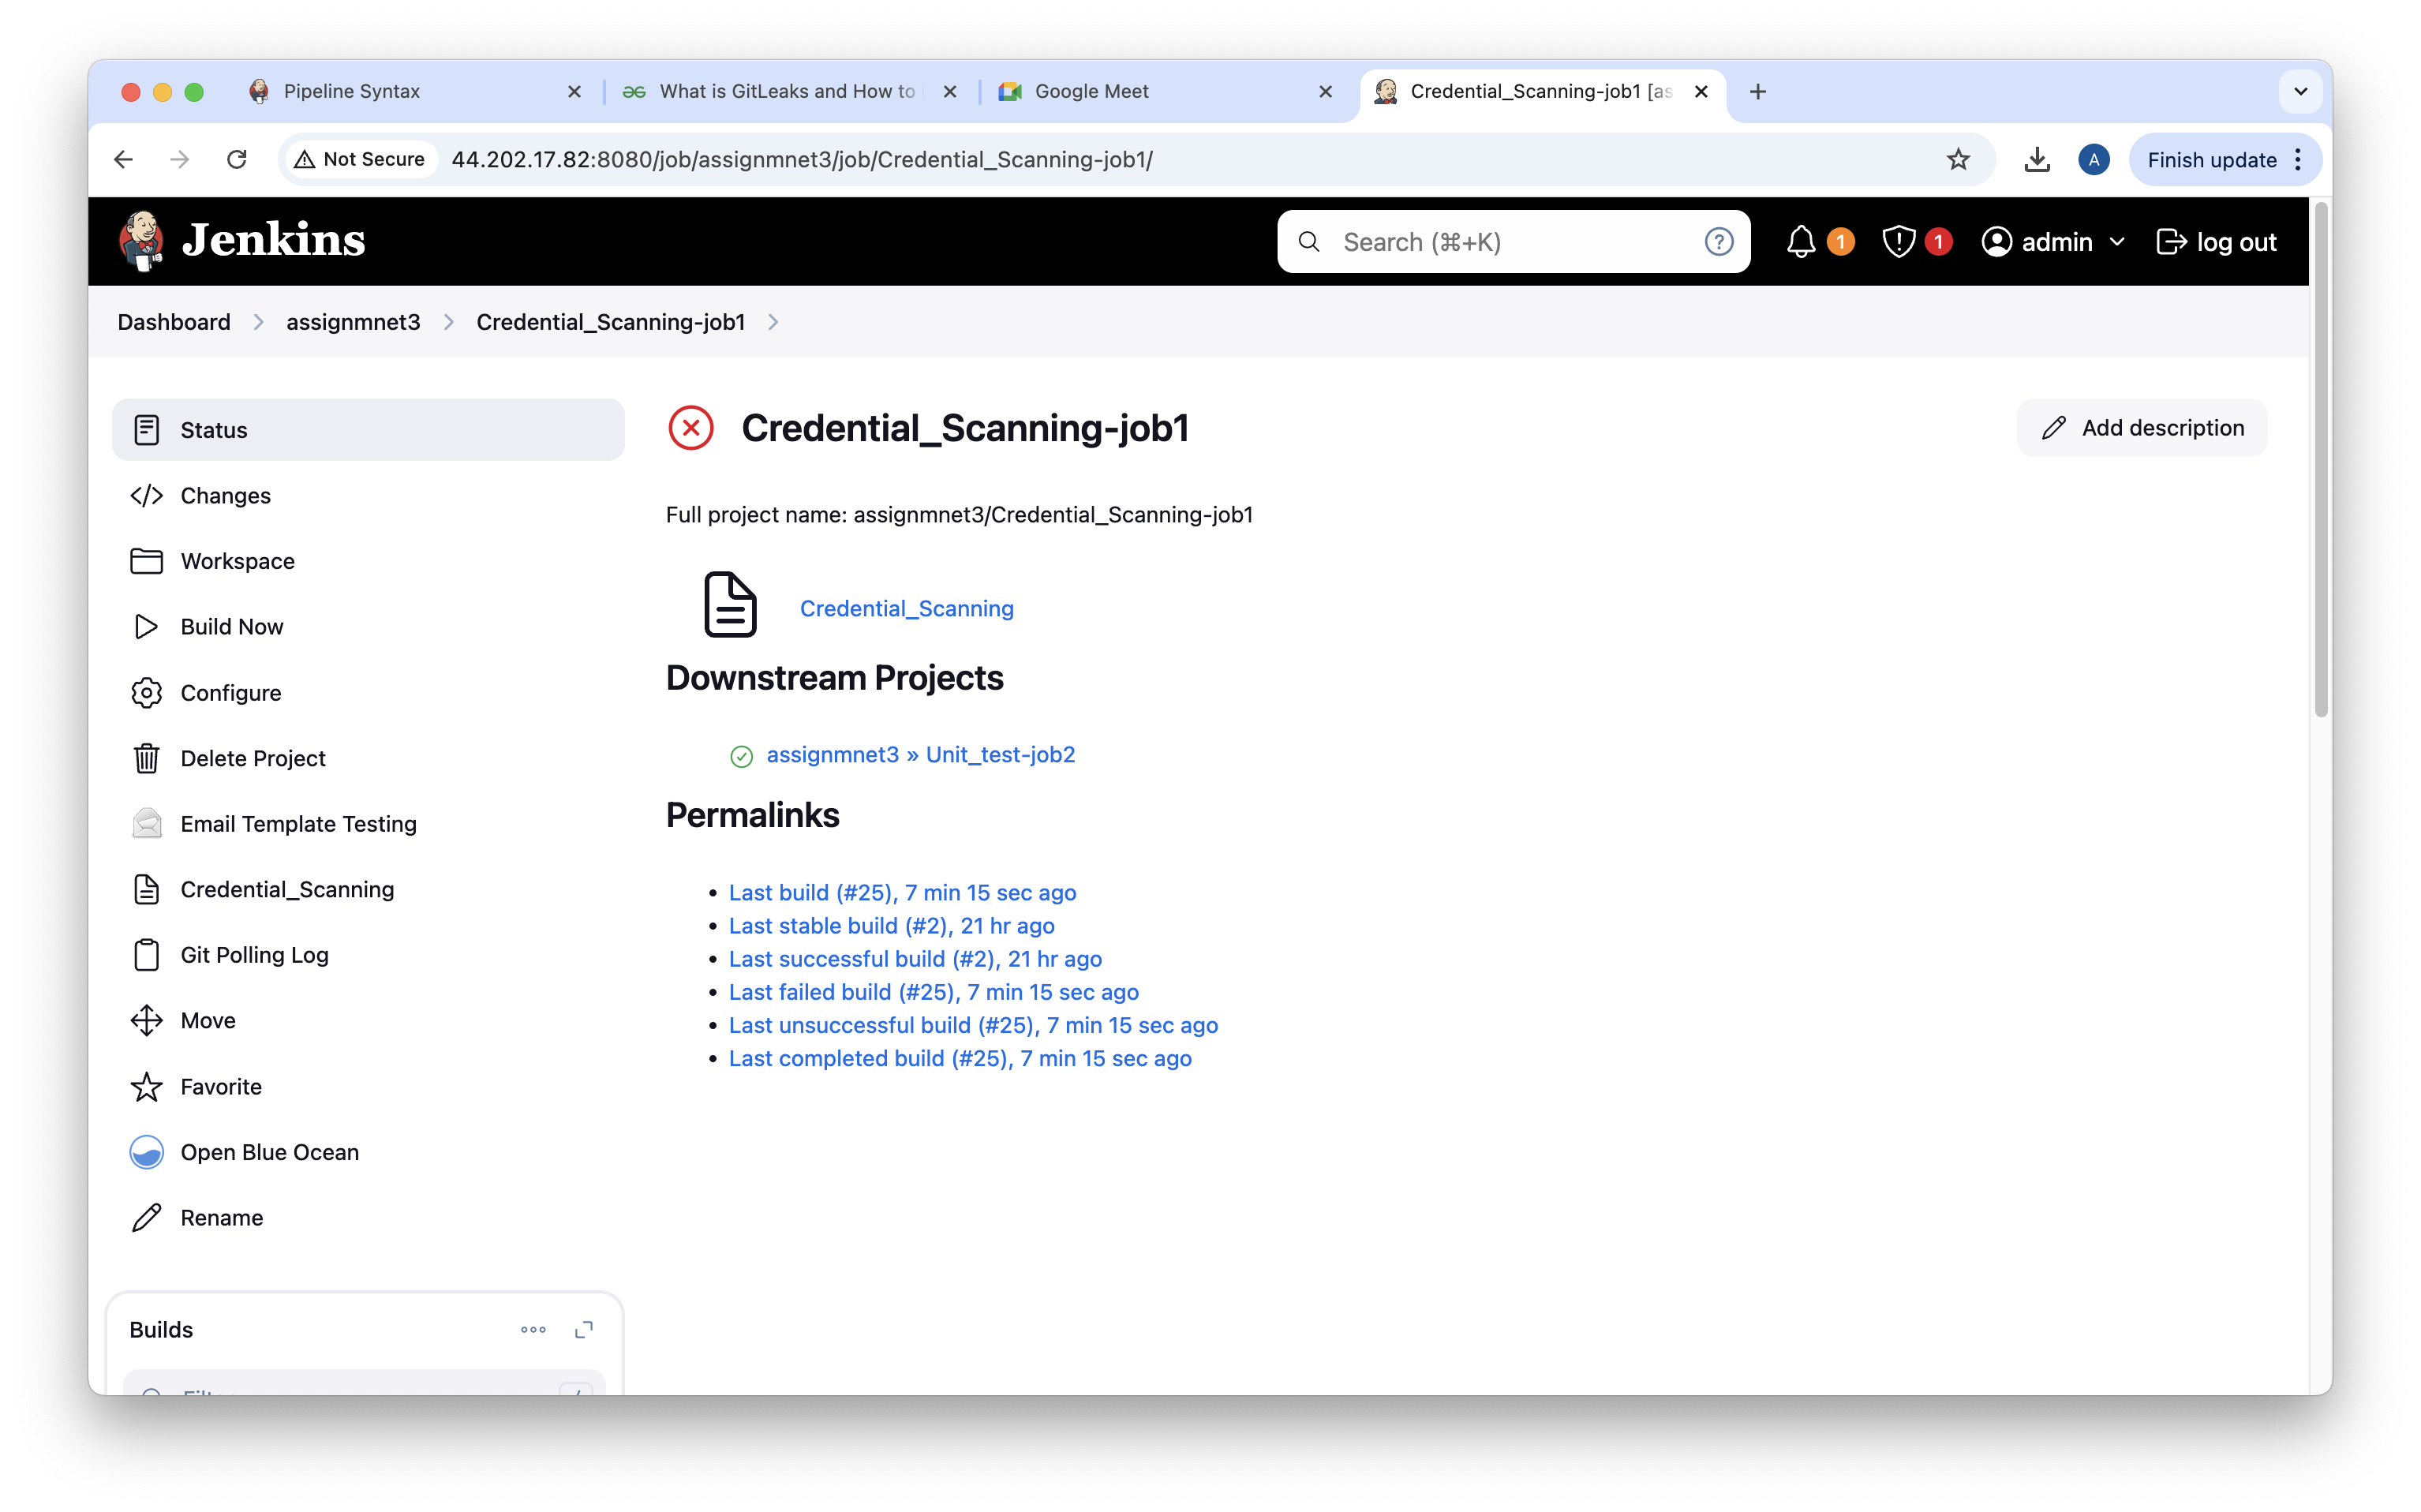 Pipeline Syntax
What is GitLeaks and How to
Google Meet
Credential_Scanning-job1 [as
Not Secure
44.202.17.82:8080/job/assignmnet3/job/Credential_Scanning-job1/
A
Finish update
Jenkins
Search (⌘+K)
?
1
1
admin
log out
Dashboard
assignmnet3
Credential_Scanning-job1
Status
Changes
Workspace
Build Now
Configure
Delete Project
Email Template Testing
Credential_Scanning
Git Polling Log
Move
Favorite
Open Blue Ocean
Rename
Builds
Credential_Scanning-job1
Add description
Full project name: assignmnet3/Credential_Scanning-job1
Credential_Scanning
Downstream Projects
assignmnet3 » Unit_test-job2
Permalinks
• Last build (#25), 7 min 15 sec ago
• Last stable build (#2), 21 hr ago
• Last successful build (#2), 21 hr ago
• Last failed build (#25), 7 min 15 sec ago
• Last unsuccessful build (#25), 7 min 15 sec ago
• Last completed build (#25), 7 min 15 sec ago